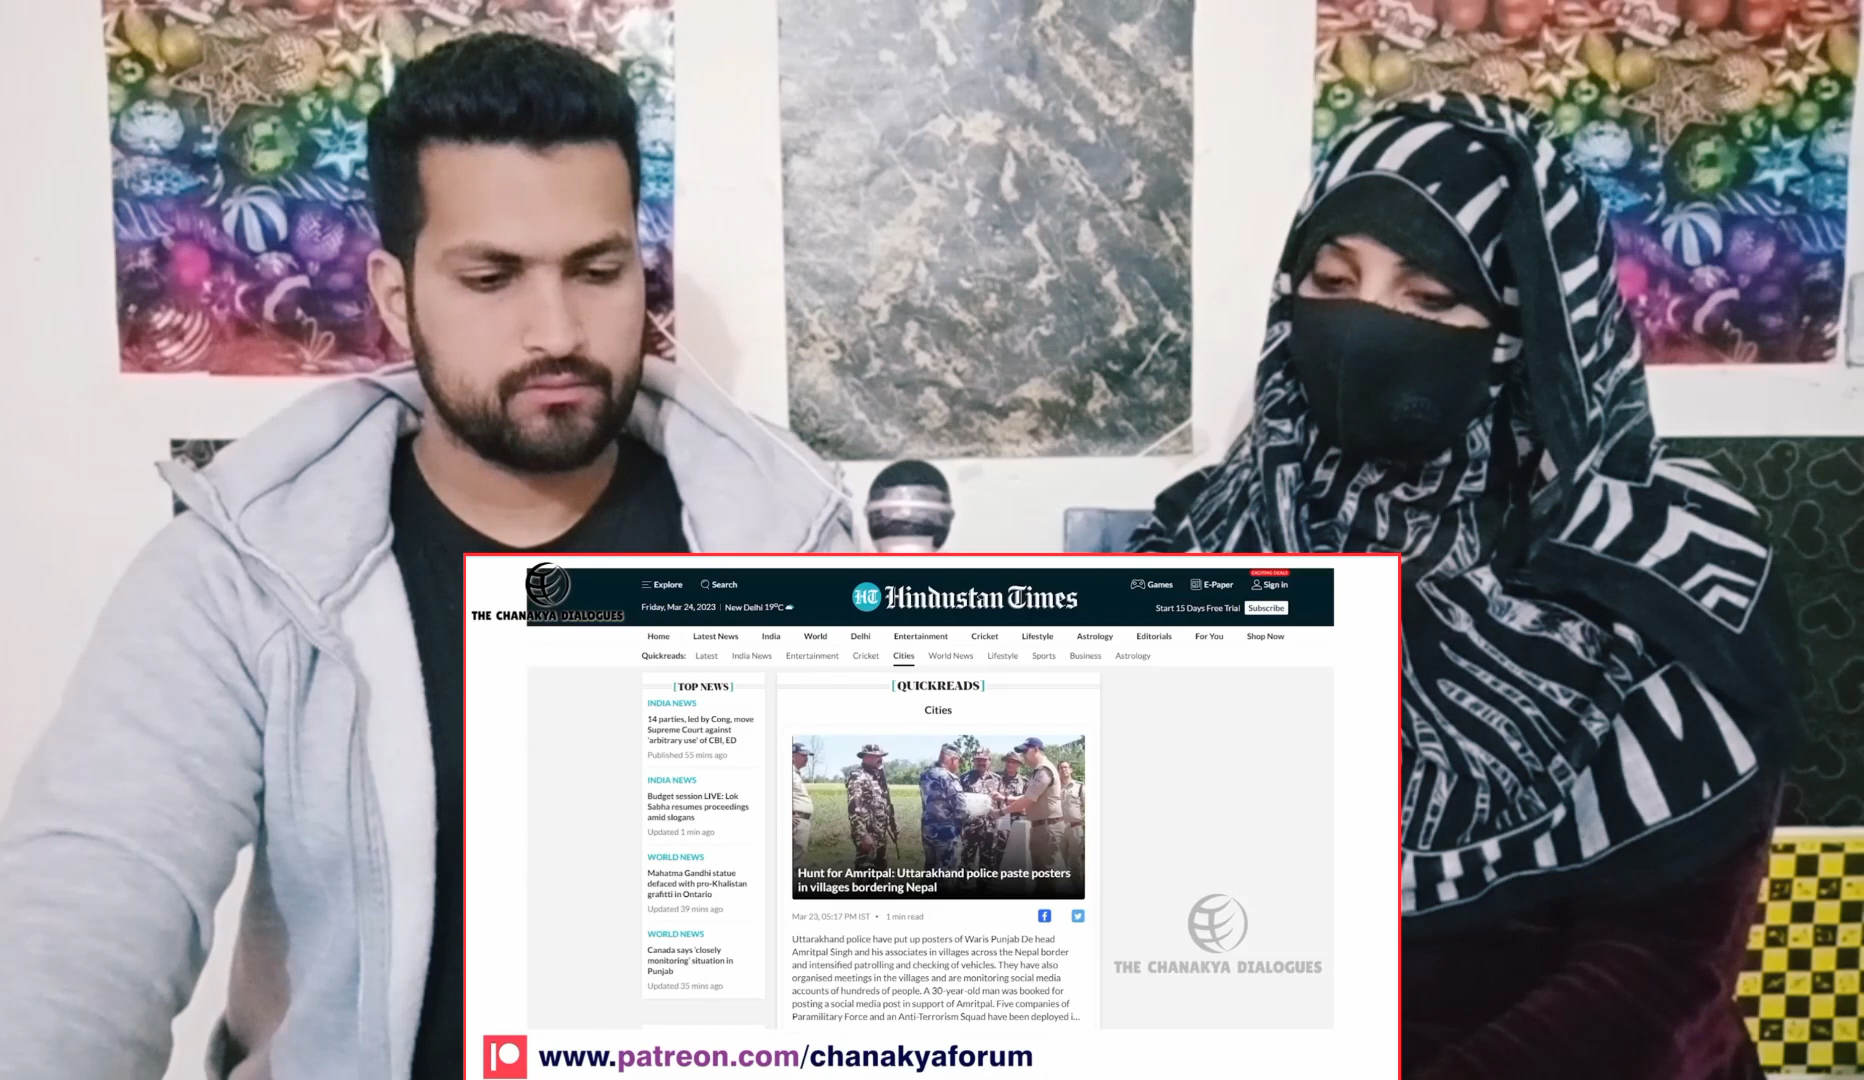 THE CHANAKYA DIALOGUES
Explore
Search
Friday, Mar 24, 2023 | New Delhi 19°C
HT Hindustan Times
EXCITING DEALS
Games
E-Paper
Sign in
Start 15 Days Free Trial
Subscribe
Home Latest News India World Delhi Entertainment Cricket Lifestyle Astrology Editorials For You Shop Now
Quickreads: Latest India News Entertainment Cricket Cities World News Lifestyle Sports Business Astrology
[TOP NEWS]
INDIA NEWS
14 parties, led by Cong, move
Supreme Court against
'arbitrary use' of CBI, ED
Published 55 mins ago
INDIA NEWS
Budget session LIVE: Lok
Sabha resumes proceedings
amid slogans
Updated 1 min ago
WORLD NEWS
Mahatma Gandhi statue
defaced with pro-Khalistan
grafitti in Ontario
Updated 39 mins ago
WORLD NEWS
Canada says 'closely
monitoring' situation in
Punjab
Updated 35 mins ago
[QUICKREADS]
Cities
Hunt for Amritpal: Uttarakhand police paste posters
in villages bordering Nepal
Mar 23, 05:17 PM IST • 1 min read
Uttarakhand police have put up posters of Waris Punjab De head
Amritpal Singh and his associates in villages across the Nepal border
and intensified patrolling and checking of vehicles. They have also
organised meetings in the villages and are monitoring social media
accounts of hundreds of people. A 30-year-old man was booked for
posting a social media post in support of Amritpal. Five companies of
Paramilitary Force and an Anti-Terrorism Squad have been deployed i...
THE CHANAKYA DIALOGUES
www.patreon.com/chanakyaforum